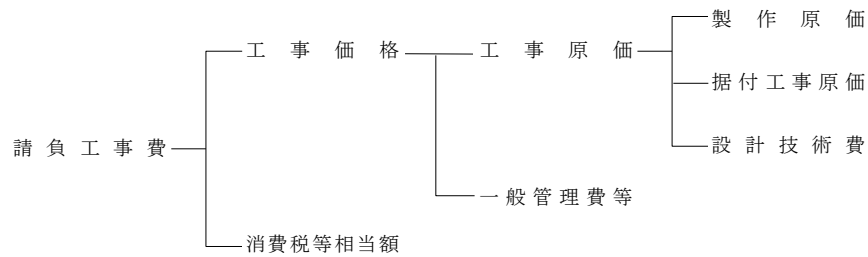 製作原価
工事価格
工事原価
据付工事原価
請負工事費
設計技術費
一般管理費等
消費税等相当額